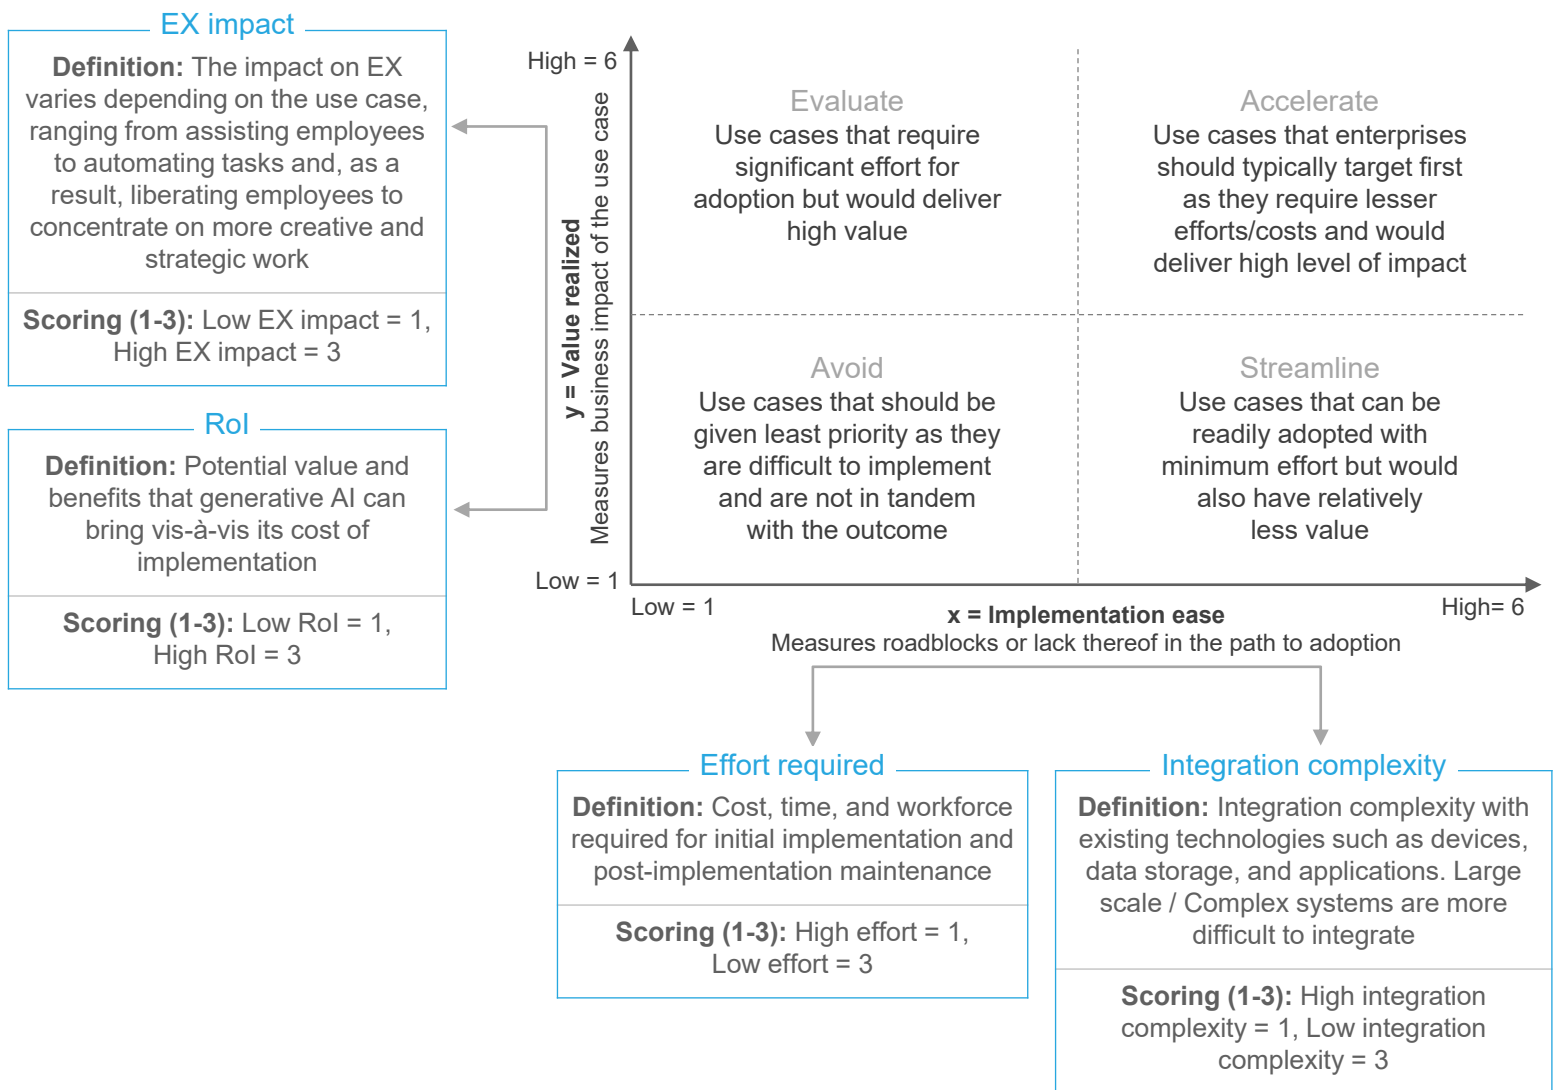 EX impact
Definition: The impact on EX
varies depending on the use case,
ranging from assisting employees
to automating tasks and, as a
result, liberating employees to
concentrate on more creative and
strategic work
Scoring (1-3): Low EX impact = 1,
High EX impact = 3
RoI
Definition: Potential value and
benefits that generative AI can
bring vis-à-vis its cost of
implementation
Scoring (1-3): Low RoI = 1,
High RoI = 3
y = Value realized
Measures business impact of the use case
High = 6
Low = 1
Evaluate
Use cases that require
significant effort for
adoption but would deliver
high value
Accelerate
Use cases that enterprises
should typically target first
as they require lesser
efforts/costs and would
deliver high level of impact
Avoid
Use cases that should be
given least priority as they
are difficult to implement
and are not in tandem
with the outcome
Streamline
Use cases that can be
readily adopted with
minimum effort but would
also have relatively
less value
Low = 1
High= 6
x = Implementation ease
Measures roadblocks or lack thereof in the path to adoption
Effort required
Definition: Cost, time, and workforce
required for initial implementation and
post-implementation maintenance
Scoring (1-3): High effort = 1,
Low effort = 3
Integration complexity
Definition: Integration complexity with
existing technologies such as devices,
data storage, and applications. Large
scale / Complex systems are more
difficult to integrate
Scoring (1-3): High integration
complexity = 1, Low integration
complexity = 3